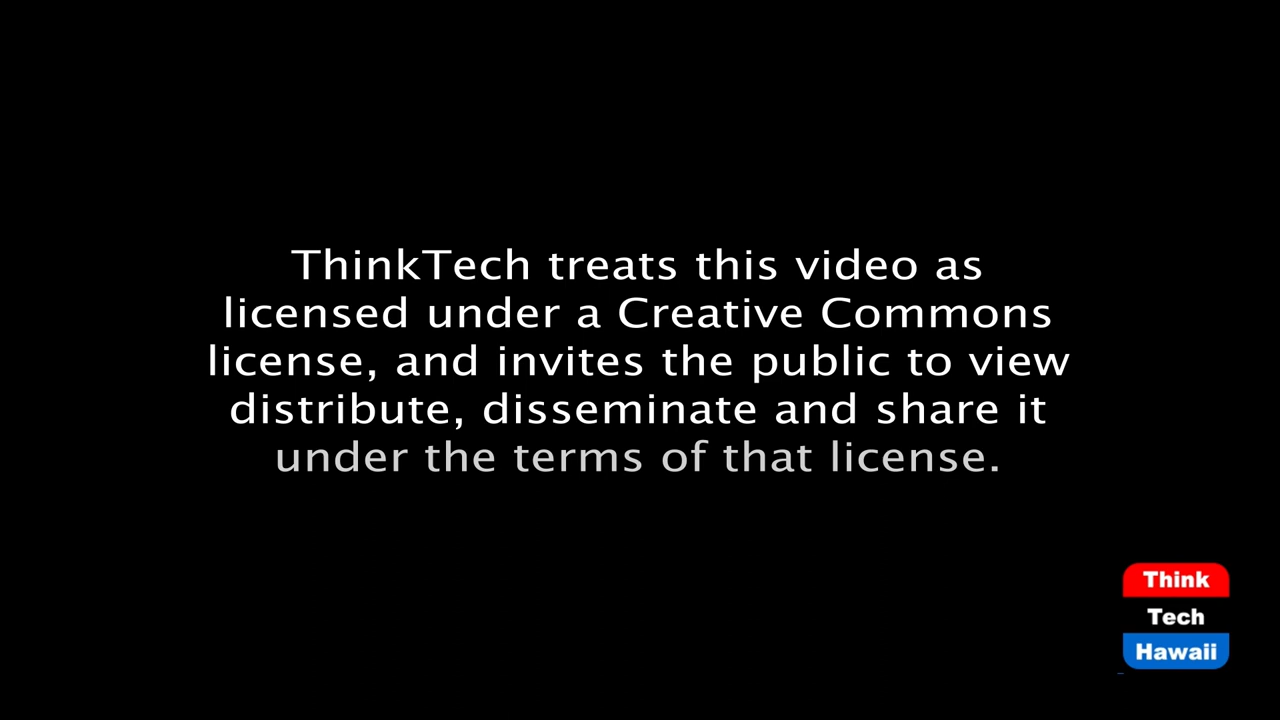 ThinkTech treats this video as
licensed under a Creative Commons
license, and invites the public to view
distribute, disseminate and share it
under the terms of that license.
Think
Tech
Hawaii